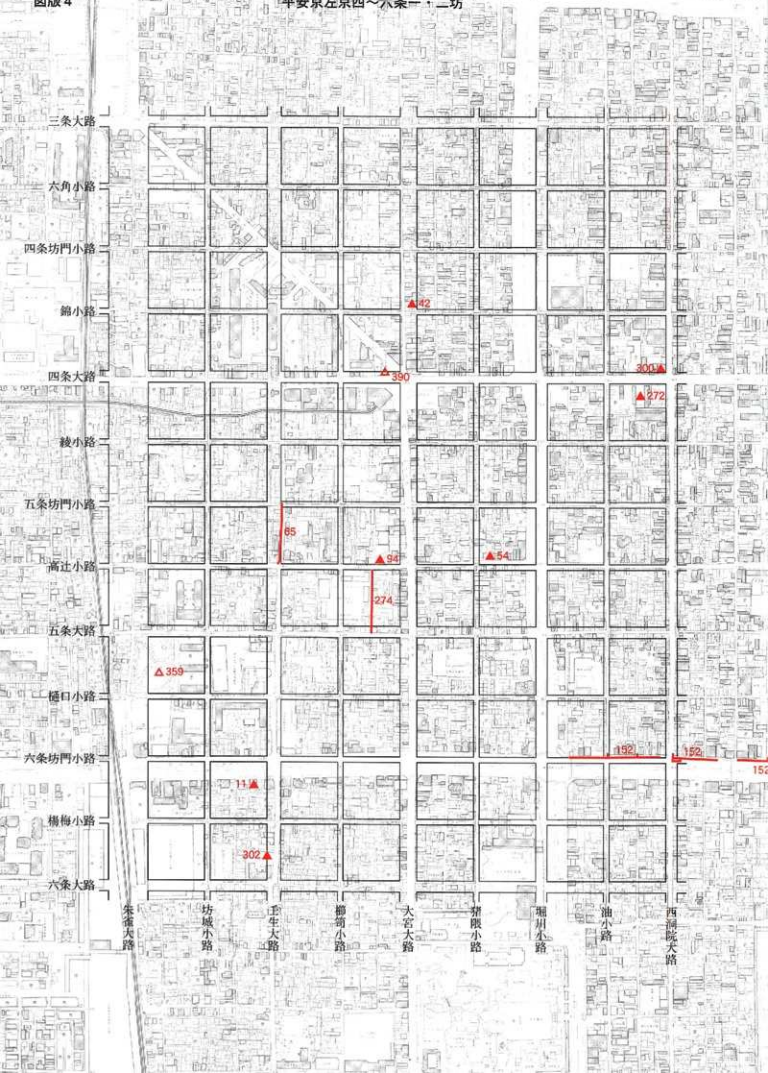 図版4
平安京左京四~六条一・二坊
三条大路
六角小路
四条坊門小路
錦小路
四条大路
綾小路
五条坊門小路
高辻小路
五条大路
樋口小路
六条坊門小路
楊梅小路
六条大路
42
390
300
272
65
94
54
274
359
152
152
152
11
302
朱雀大路
坊城小路
壬生大路
櫛笥小路
大宮大路
猪隈小路
堀川小路
油小路
西洞院大路